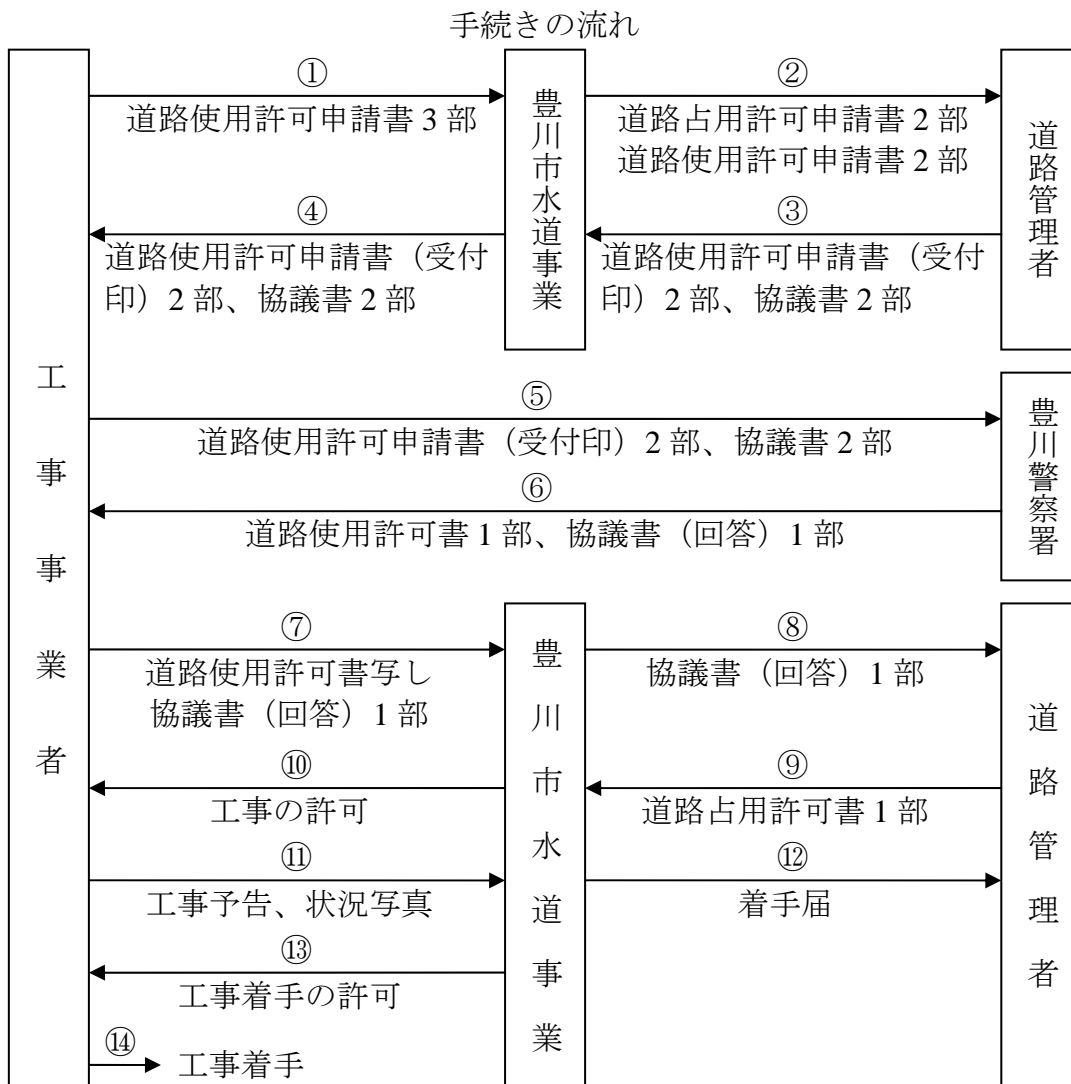 手続きの流れ
①
道路使用許可申請書 3 部
②
道路占用許可申請書 2 部
道路使用許可申請書 2 部
④
道路使用許可申請書（受付
印）2 部、協議書 2 部
③
道路使用許可申請書（受付
印）2 部、協議書 2 部
豊川市水道事業
道路管理者
工事事業者
⑤
道路使用許可申請書（受付印）2 部、協議書 2 部
⑥
道路使用許可書 1 部、協議書（回答）1 部
豊川警察署
⑦
道路使用許可書写し
協議書（回答）1 部
⑧
協議書（回答）1 部
⑩
工事の許可
⑨
道路占用許可書 1 部
⑪
工事予告、状況写真
⑫
着手届
⑬
工事着手の許可
⑭
工事着手
豊川市水道事業
道路管理者